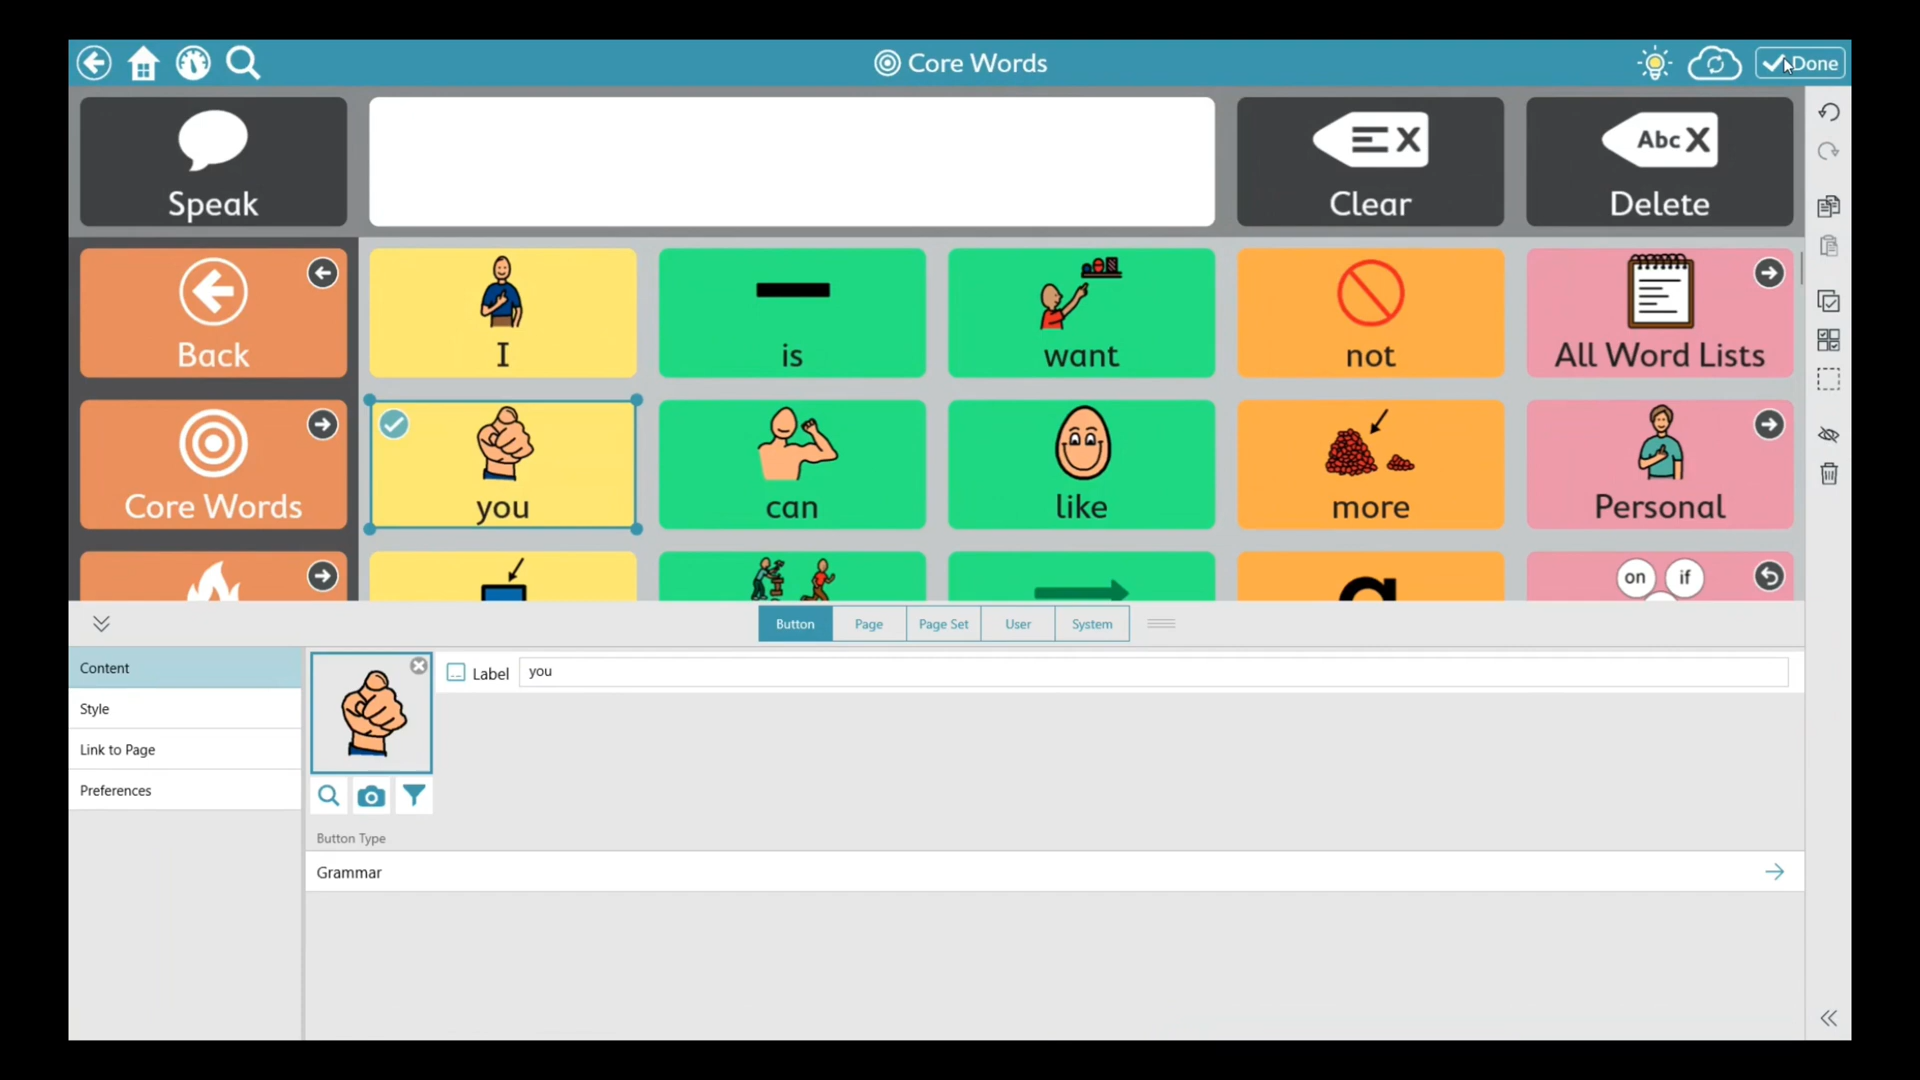 Core Words
Done
Speak
Abc X
Clear
Delete
Back
I
is
want
not
All Word Lists
Core Words
you
can
like
more
Personal
a
on
if
Button
Page
Page Set
User
System
Content
Label
you
Style
Link to Page
Preferences
Button Type
Grammar